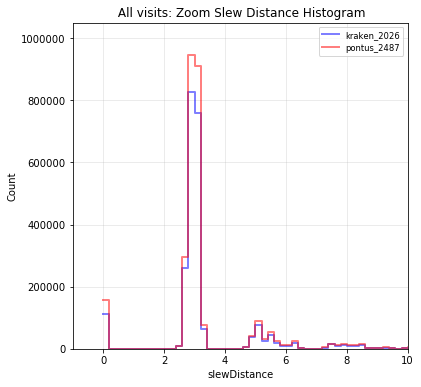 All visits: Zoom Slew Distance Histogram
kraken_2026
pontus_2487
1000000
800000
600000
400000
200000
0
Count
0 2 4 6 8 10
slewDistance